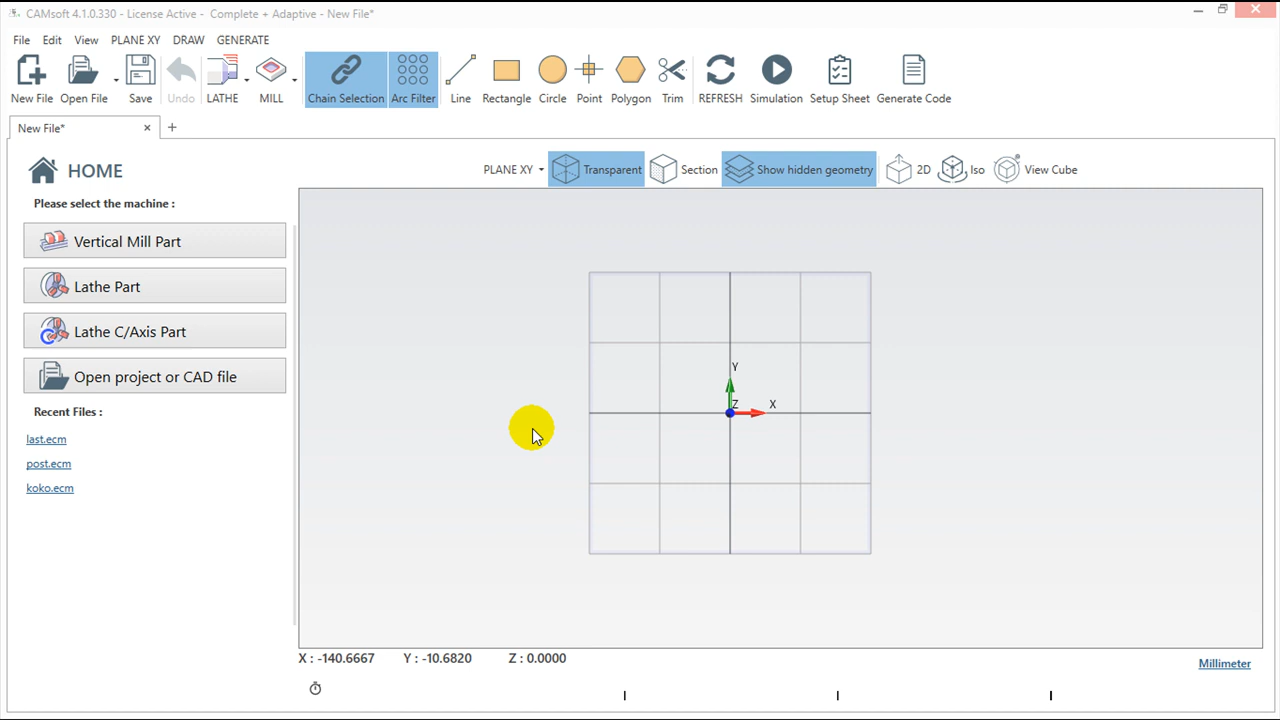 CAMsoft 4.1.0.330 - License Active - Complete + Adaptive - New File*
File Edit View PLANE XY DRAW GENERATE
New File Open File Save Undo LATHE MILL Chain Selection Arc Filter Line Rectangle Circle Point Polygon Trim REFRESH Simulation Setup Sheet Generate Code
New File*
HOME
PLANE XY Transparent Section Show hidden geometry 2D Iso View Cube
Please select the machine :
Vertical Mill Part
Lathe Part
Lathe C/Axis Part
Open project or CAD file
Recent Files :
last.ecm
post.ecm
koko.ecm
Y
Z X
X : -140.6667 Y : -10.6820 Z : 0.0000
Millimeter